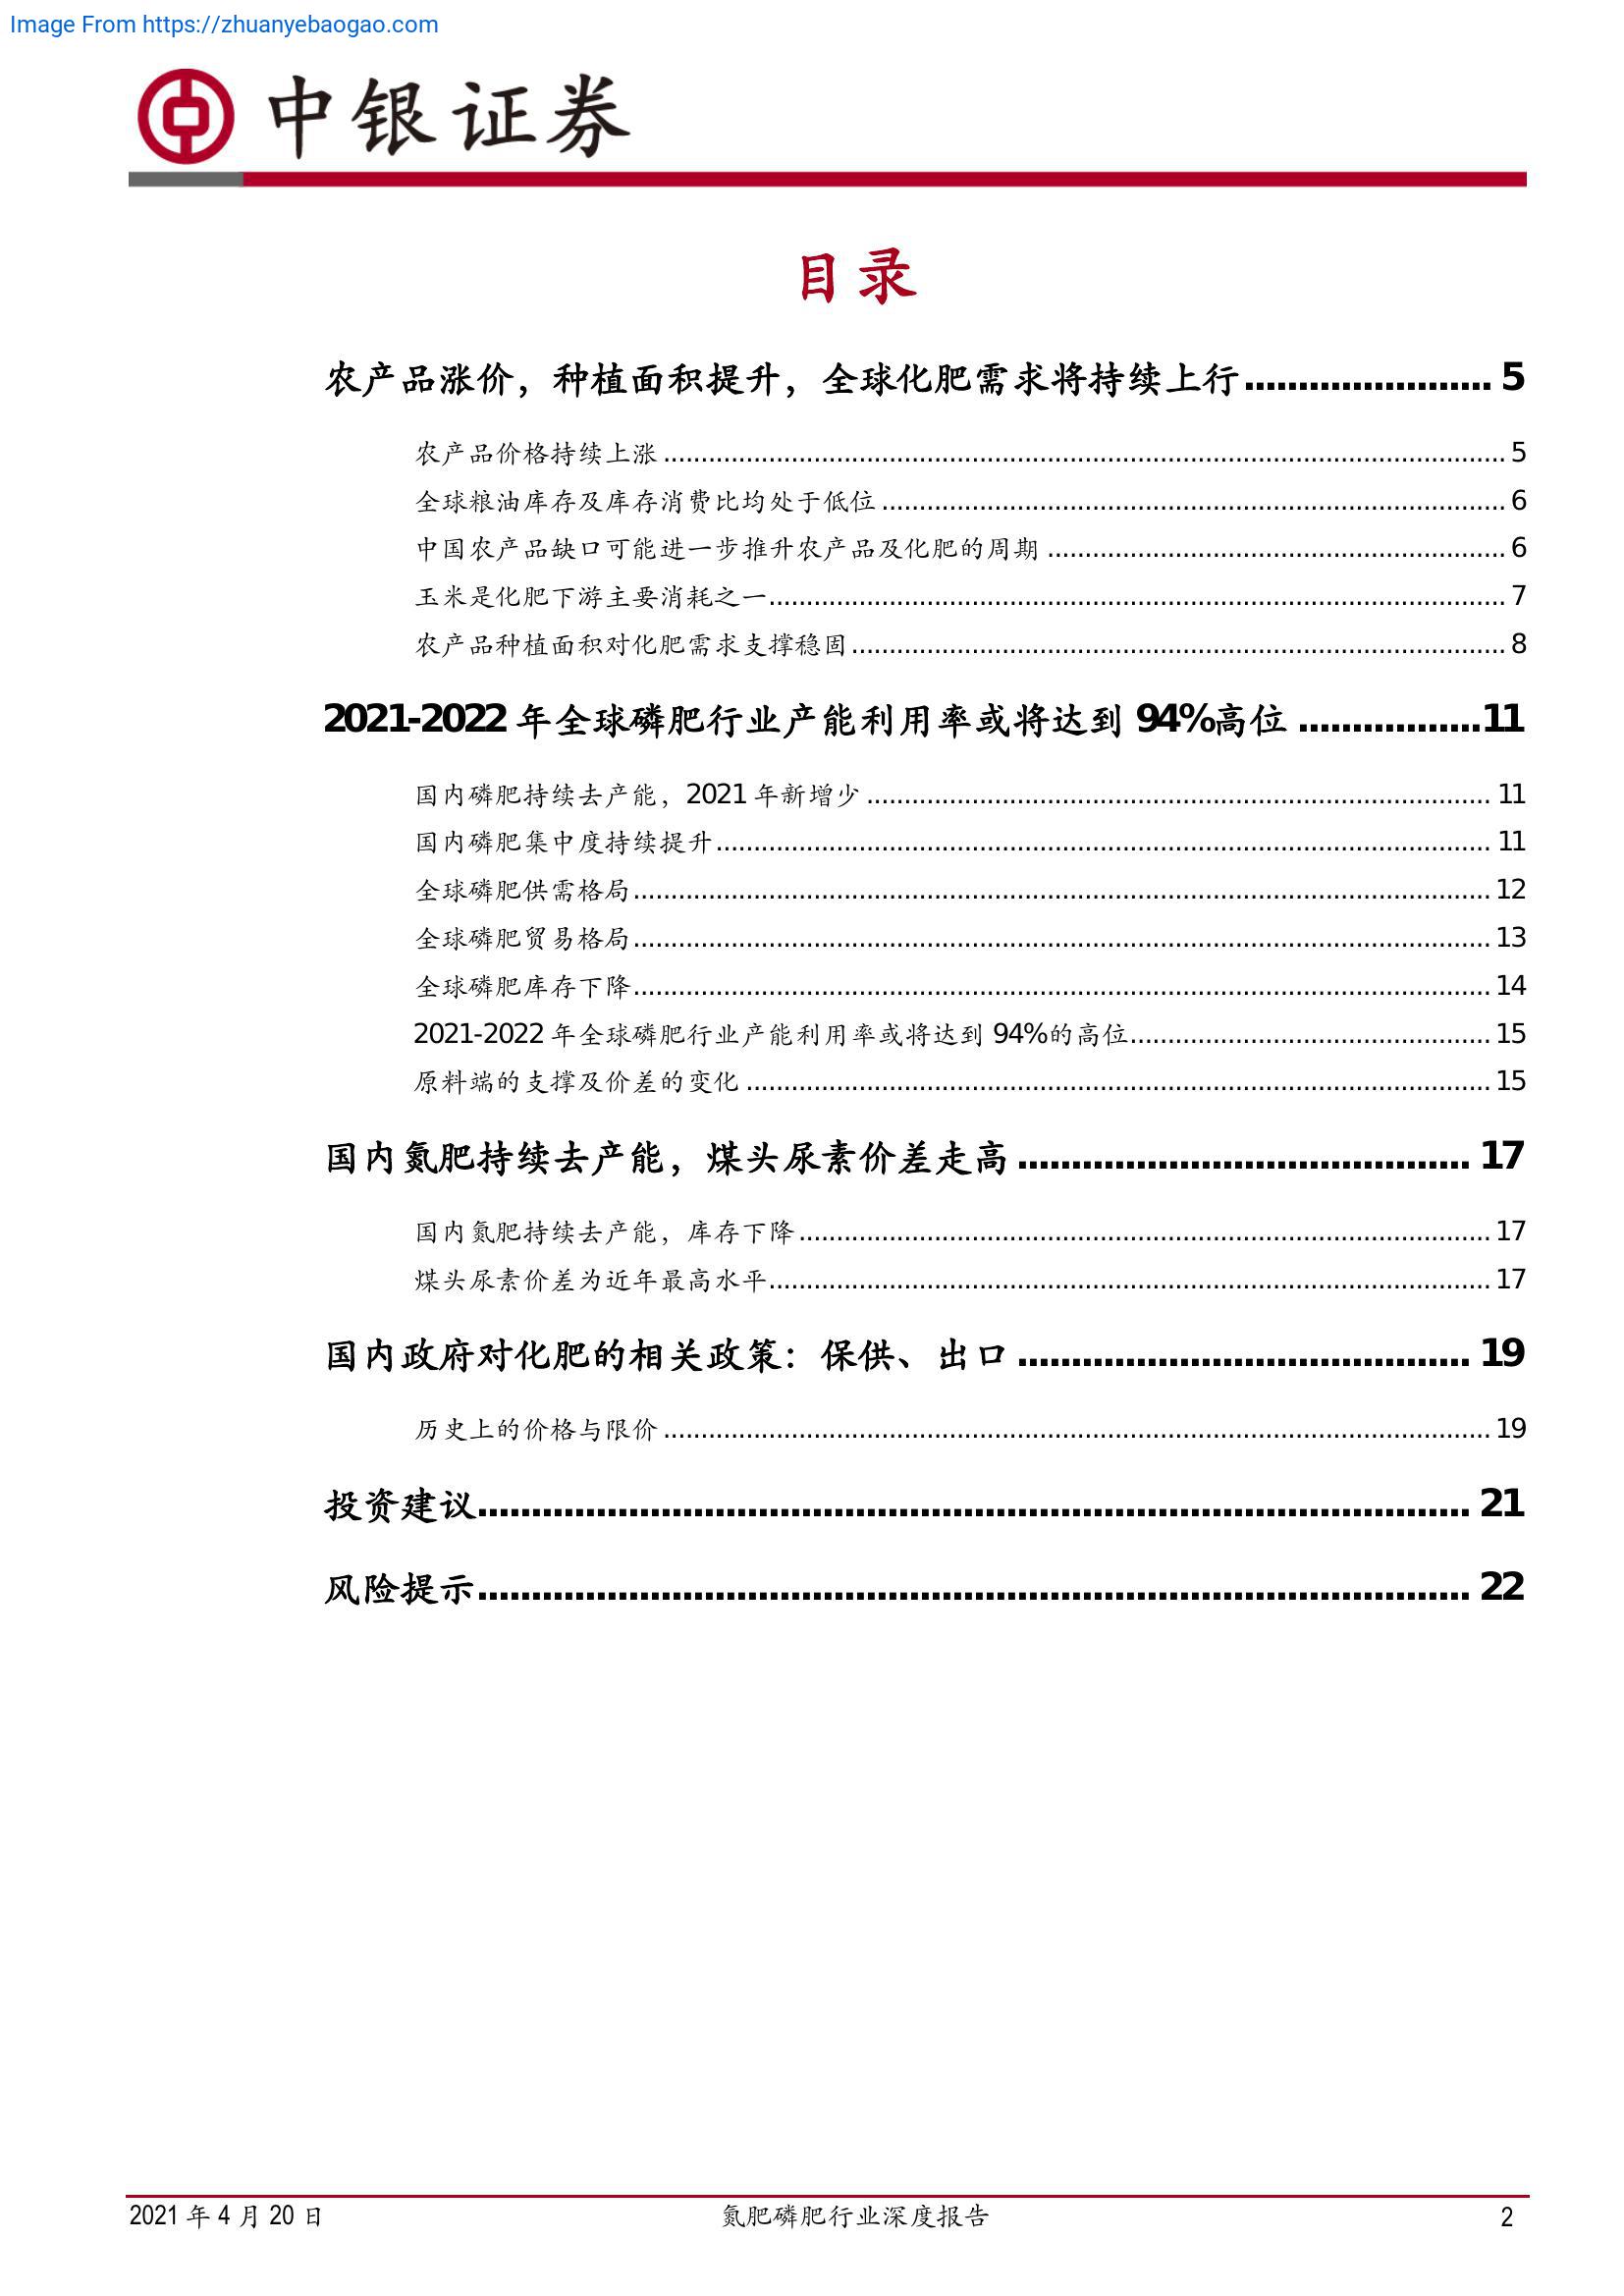 Image From https://zhuanyebaogao.com
中银证券
目录
农产品涨价，种植面积提升，全球化肥需求将持续上行....................... 5
农产品价格持续上涨 ................................................................ 5
全球粮油库存及库存消费比均处于低位 ................................................ 6
中国农产品缺口可能进一步推升农产品及化肥的周期 .................................... 6
玉米是化肥下游主要消耗之一........................................................ 7
农产品种植面积对化肥需求支撑稳固.................................................. 8
2021-2022 年全球磷肥行业产能利用率或将达到 94%高位 .................11
国内磷肥持续去产能，2021 年新增少 ................................................ 11
国内磷肥集中度持续提升............................................................ 11
全球磷肥供需格局.................................................................. 12
全球磷肥贸易格局.................................................................. 13
全球磷肥库存下降.................................................................. 14
2021-2022 年全球磷肥行业产能利用率或将达到 94%的高位................................ 15
原料端的支撑及价差的变化 .......................................................... 15
国内氮肥持续去产能，煤头尿素价差走高 .......................................... 17
国内氮肥持续去产能，库存下降...................................................... 17
煤头尿素价差为近年最高水平........................................................ 17
国内政府对化肥的相关政策：保供、出口 .......................................... 19
历史上的价格与限价 ................................................................ 19
投资建议............................................................................ 21
风险提示............................................................................ 22
2021 年 4 月 20 日 氮肥磷肥行业深度报告 2